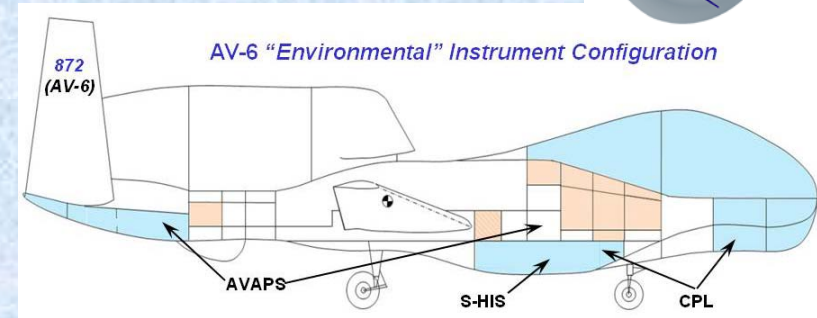 AV-6 “Environmental” Instrument Configuration
872
(AV-6)
AVAPS
S-HIS
CPL